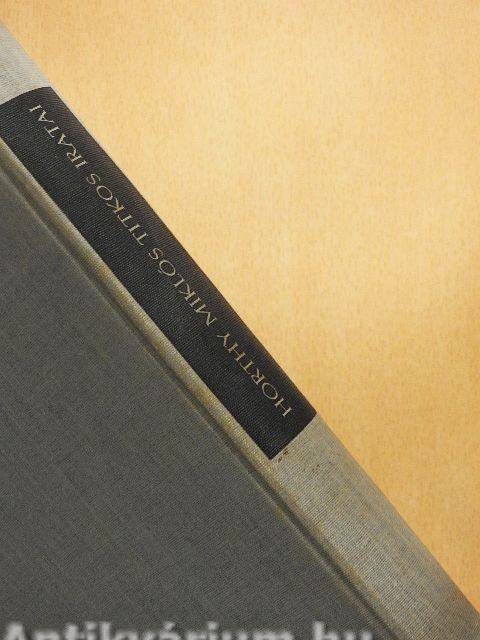 HORTHY MIKLÓS TITKOS IRATAI
Antikvárium.hu